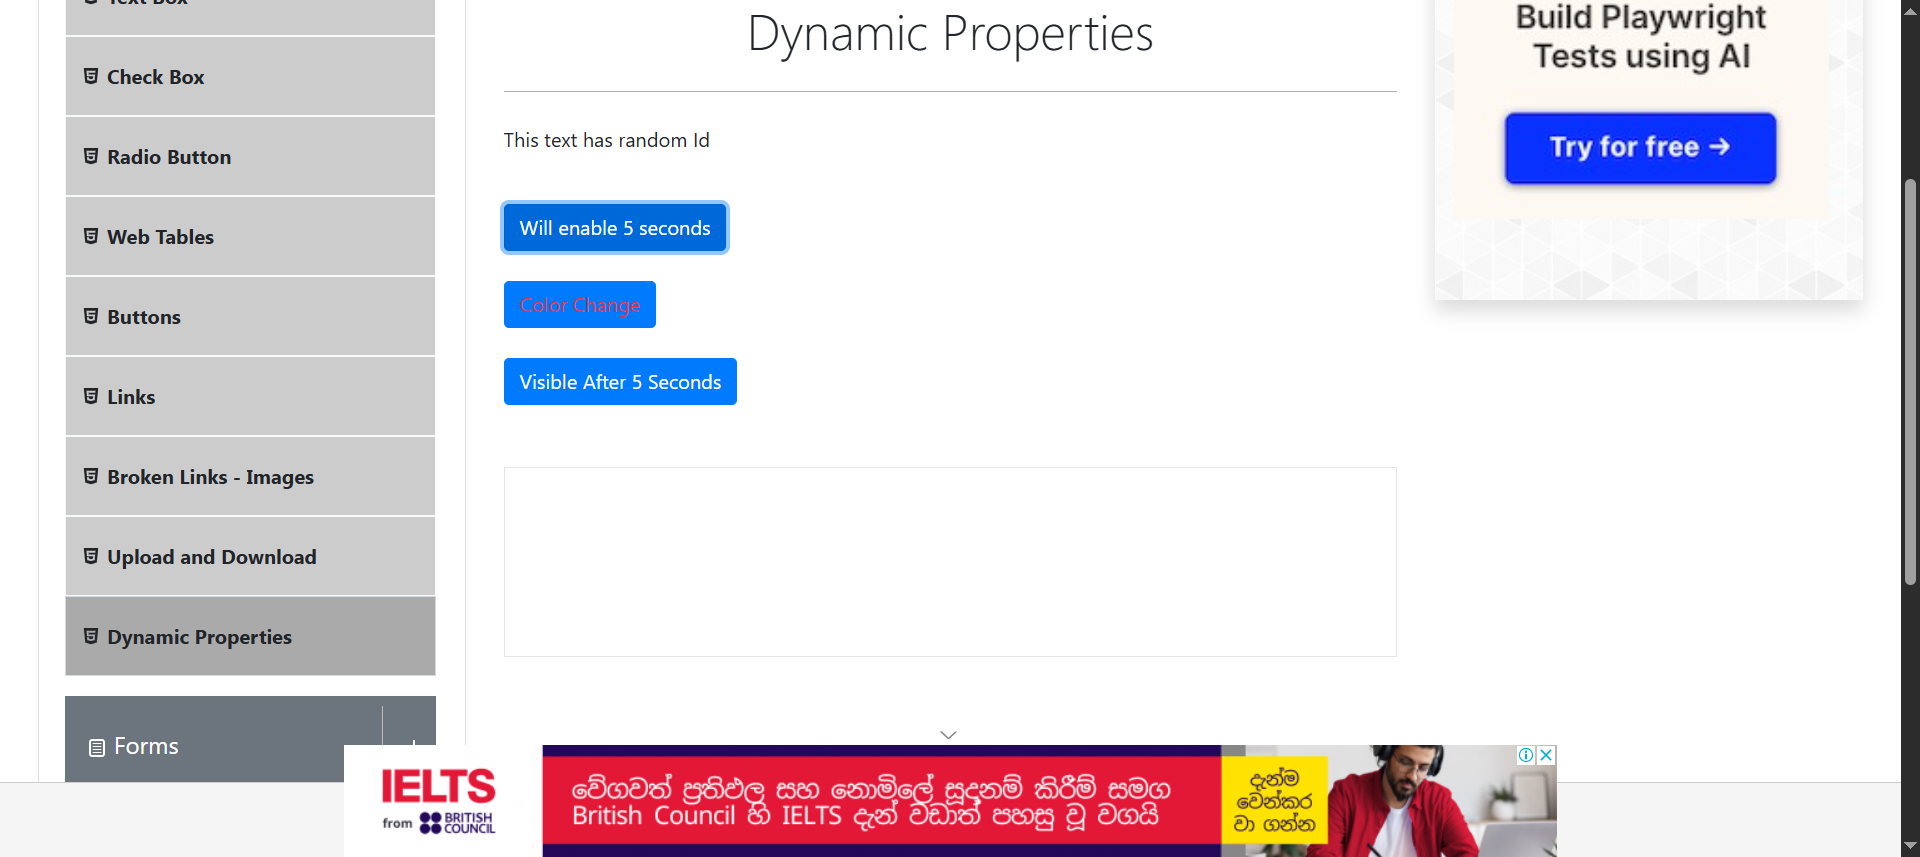 Text Box
Check Box
Radio Button
Web Tables
Buttons
Links
Broken Links - Images
Upload and Download
Dynamic Properties
Forms
Dynamic Properties
This text has random Id
Will enable 5 seconds
Color Change
Visible After 5 Seconds
Build Playwright
Tests using AI
Try for free →
IELTS
from BRITISH
COUNCIL
වේගවත් ප්‍රතිඵල සහ නොමිලේ සූදානම් කිරීම් සමග
British Council හි IELTS දැන් වඩාත් පහසු වූ වගයි
දැන්ම
වෙන්කර
වා ගන්න